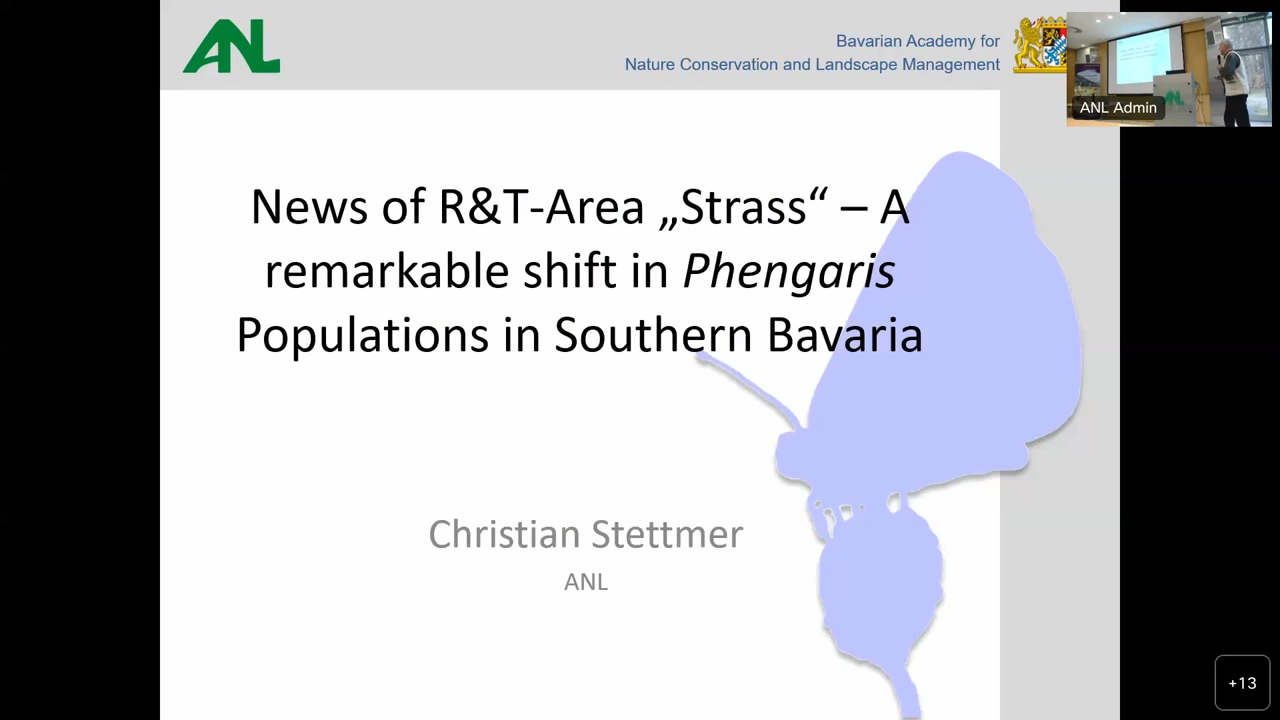 ANL
Bavarian Academy for
Nature Conservation and Landscape Management
ANL Admin
News of R&T-Area „Strass“ – A
remarkable shift in Phengaris
Populations in Southern Bavaria
Christian Stettmer
ANL
+13